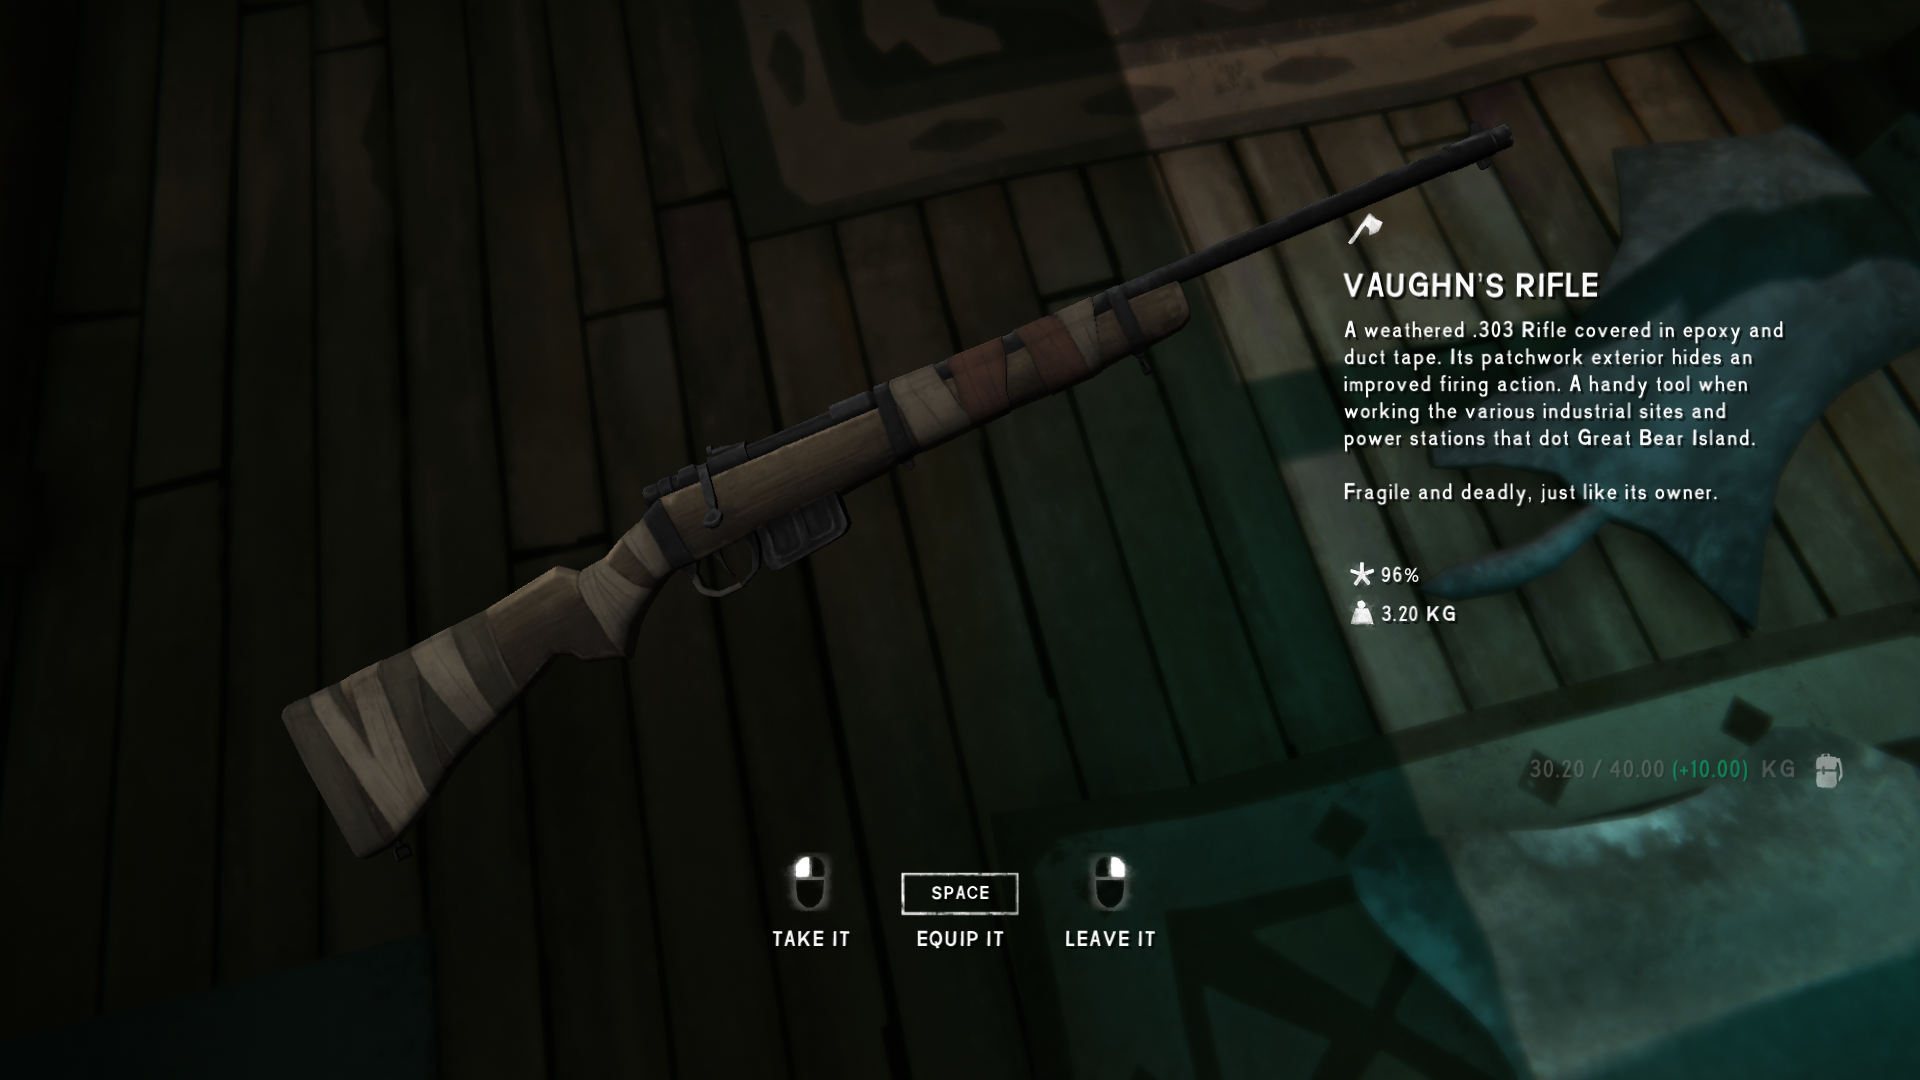 VAUGHN'S RIFLE
A weathered .303 Rifle covered in epoxy and
duct tape. Its patchwork exterior hides an
improved firing action. A handy tool when
working the various industrial sites and
power stations that dot Great Bear Island.
Fragile and deadly, just like its owner.
96%
3.20 KG
30.20 / 40.00 (+10.00) KG
SPACE
TAKE IT EQUIP IT LEAVE IT